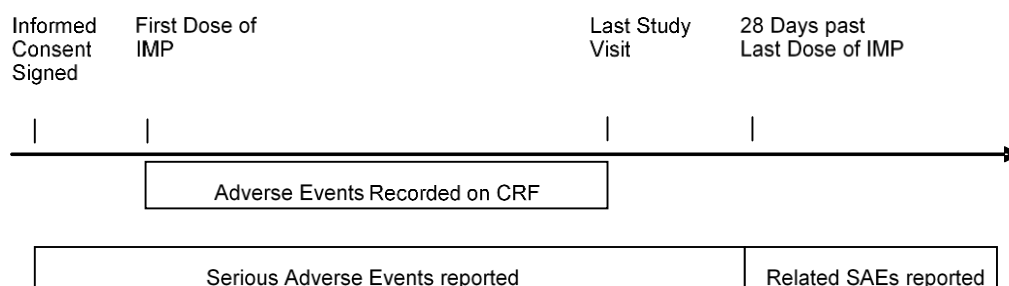 Informed
Consent
Signed
First Dose of
IMP
Last Study
Visit
28 Days past
Last Dose of IMP
Adverse Events Recorded on CRF
Serious Adverse Events reported
Related SAEs reported